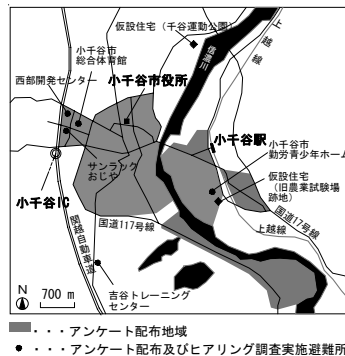 仮設住宅（千谷運動公園）
上越線
小千谷市
総合体育館
信濃川
西部開発センター
小千谷市役所
小千谷駅
小千谷市
勤労青少年ホーム
サンラック
おぢや
仮設住宅
（旧農業試験場
跡地）
小千谷IC
国道117号線
国道17号線
上越線
関越自動車道
N
700 m
吉谷トレーニング
センター
・・・アンケート配布地域
・・・アンケート配布及びヒアリング調査実施避難所